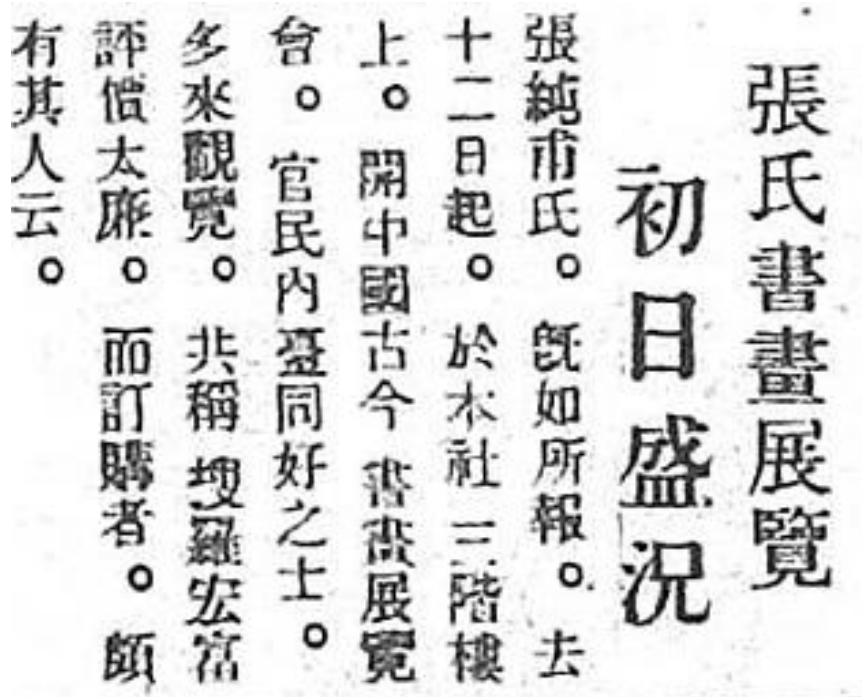 張氏書畫展覽
初日盛況
張純甫氏。既如所報。去
十二日起。於本社三階樓
上。開中國古今書畫展覽
會。官民內臺同好之士。
多來觀覽。共稱搜羅宏富
評價太廉。而訂購者。頗
有其人云。